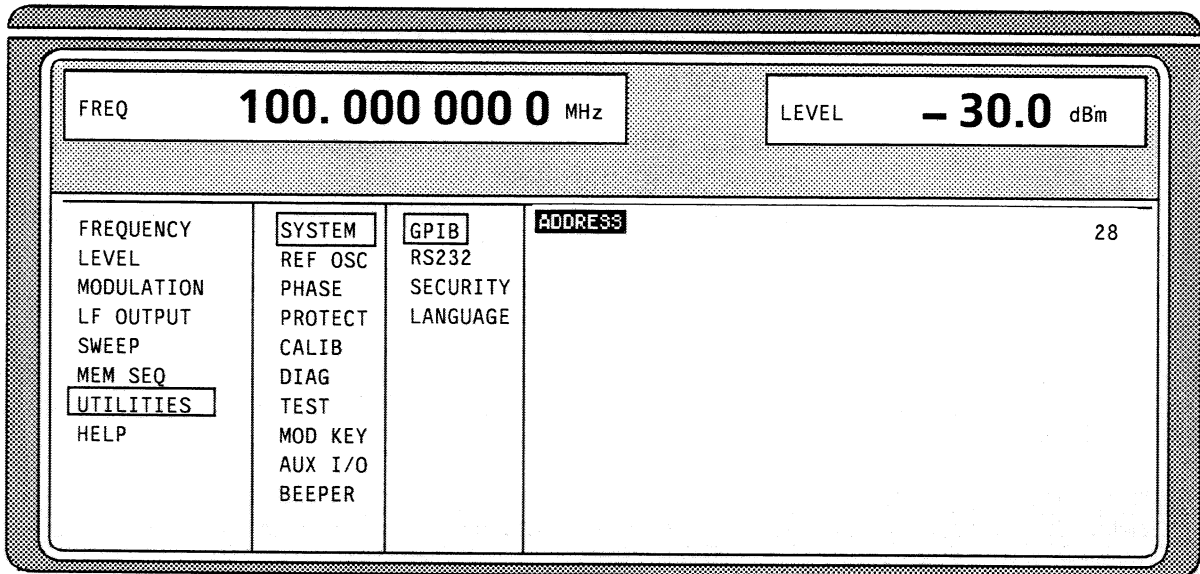 FREQ 100. 000 000 0 MHz
LEVEL – 30.0 dBm
FREQUENCY SYSTEM GPIB ADDRESS 28
LEVEL REF OSC RS232
MODULATION PHASE SECURITY
LF OUTPUT PROTECT LANGUAGE
SWEEP CALIB
MEM SEQ DIAG
UTILITIES TEST
HELP MOD KEY
AUX I/O
BEEPER